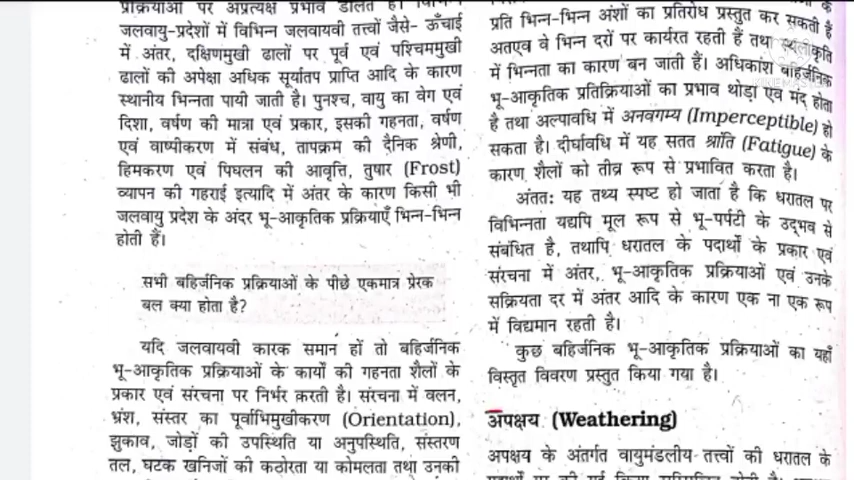 प्रक्रियाओं पर अप्रत्यक्ष प्रभाव डालते हैं।
जलवायु-प्रदेशों में विभिन्न जलवायवी तत्त्वों जैसे- ऊँचाई
में अंतर, दक्षिणमुखी ढालों पर पूर्व एवं पश्चिममुखी
ढालों की अपेक्षा अधिक सूर्यातप प्राप्ति आदि के कारण
स्थानीय भिन्नता पायी जाती है। पुनश्च, वायु का वेग एवं
दिशा, वर्षण की मात्रा एवं प्रकार, इसकी गहनता, वर्षण
एवं वाष्पीकरण में संबंध, तापक्रम की दैनिक श्रेणी,
हिमकरण एवं पिघलन की आवृत्ति, तुषार (Frost)
व्यापन की गहराई इत्यादि में अंतर के कारण किसी भी
जलवायु प्रदेश के अंदर भू-आकृतिक प्रक्रियाएँ भिन्न-भिन्न
होती हैं।
सभी बहिर्जनिक प्रक्रियाओं के पीछे एकमात्र प्रेरक
बल क्या होता है?
यदि जलवायवी कारक समान हों तो बहिर्जनिक
भू-आकृतिक प्रक्रियाओं के कार्यों की गहनता शैलों के
प्रकार एवं संरचना पर निर्भर करती है। संरचना में वलन,
भ्रंश, संस्तर का पूर्वाभिमुखीकरण (Orientation),
झुकाव, जोड़ों की उपस्थिति या अनुपस्थिति, संस्तरण
तल, घटक खनिजों की कठोरता या कोमलता तथा उनकी
प्रति भिन्न-भिन्न अंशों का प्रतिरोध प्रस्तुत कर सकती हैं
अतएव वे भिन्न दरों पर कार्यरत रहती हैं तथा स्थलाकृति
में भिन्नता का कारण बन जाती हैं। अधिकांश बहिर्जनिक
भू-आकृतिक प्रतिक्रियाओं का प्रभाव थोड़ा एवं मंद होता
है तथा अल्पावधि में अनवगम्य (Imperceptible) हो
सकता है। दीर्घावधि में यह सतत श्रांति (Fatigue) के
कारण शैलों को तीव्र रूप से प्रभावित करता है।
अंतत: यह तथ्य स्पष्ट हो जाता है कि धरातल पर
विभिन्नता यद्यपि मूल रूप से भू-पर्पटी के उद्‌भव से
संबंधित है, तथापि धरातल के पदार्थों के प्रकार एवं
संरचना में अंतर, भू-आकृतिक प्रक्रियाओं एवं उनके
सक्रियता दर में अंतर आदि के कारण एक ना एक रूप
में विद्यमान रहती है।
कुछ बहिर्जनिक भू-आकृतिक प्रक्रियाओं का यहाँ
विस्तृत विवरण प्रस्तुत किया गया है।
अपक्षय (Weathering)
अपक्षय के अंतर्गत वायुमंडलीय तत्त्वों की धरातल के